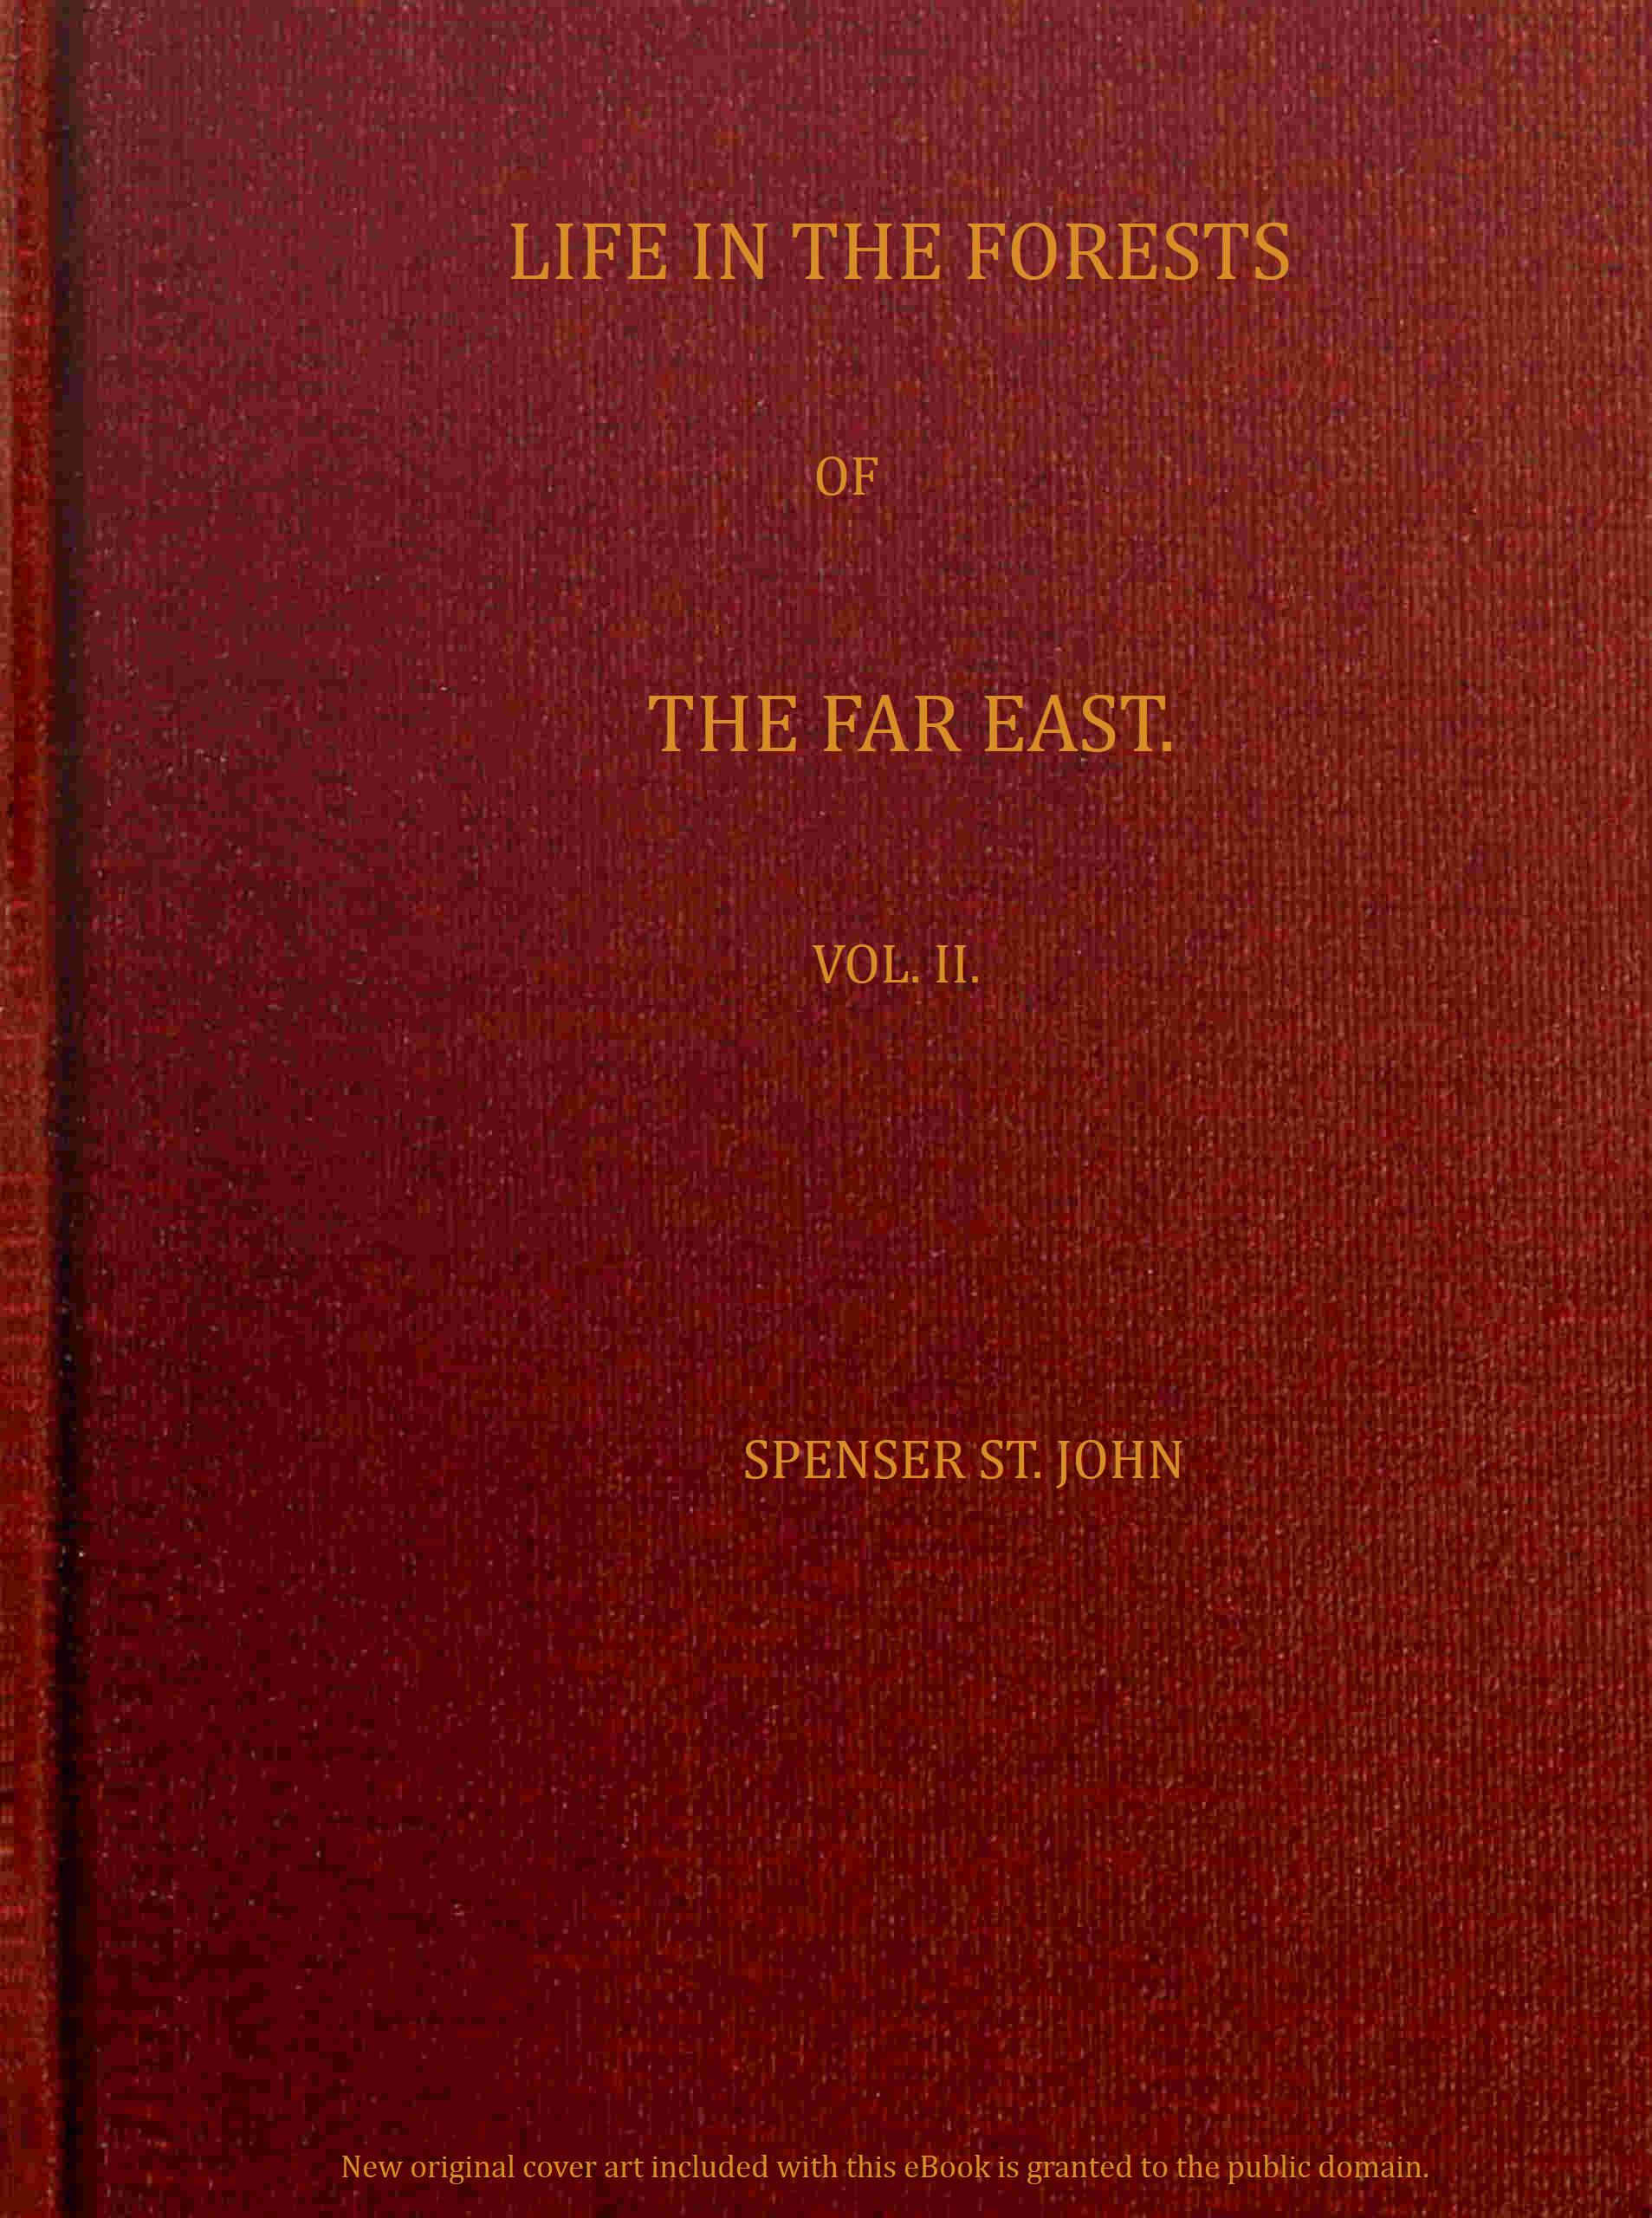 LIFE IN THE FORESTS
OF
THE FAR EAST.
VOL. II.
SPENSER ST. JOHN
New original cover art included with this eBook is granted to the public domain.